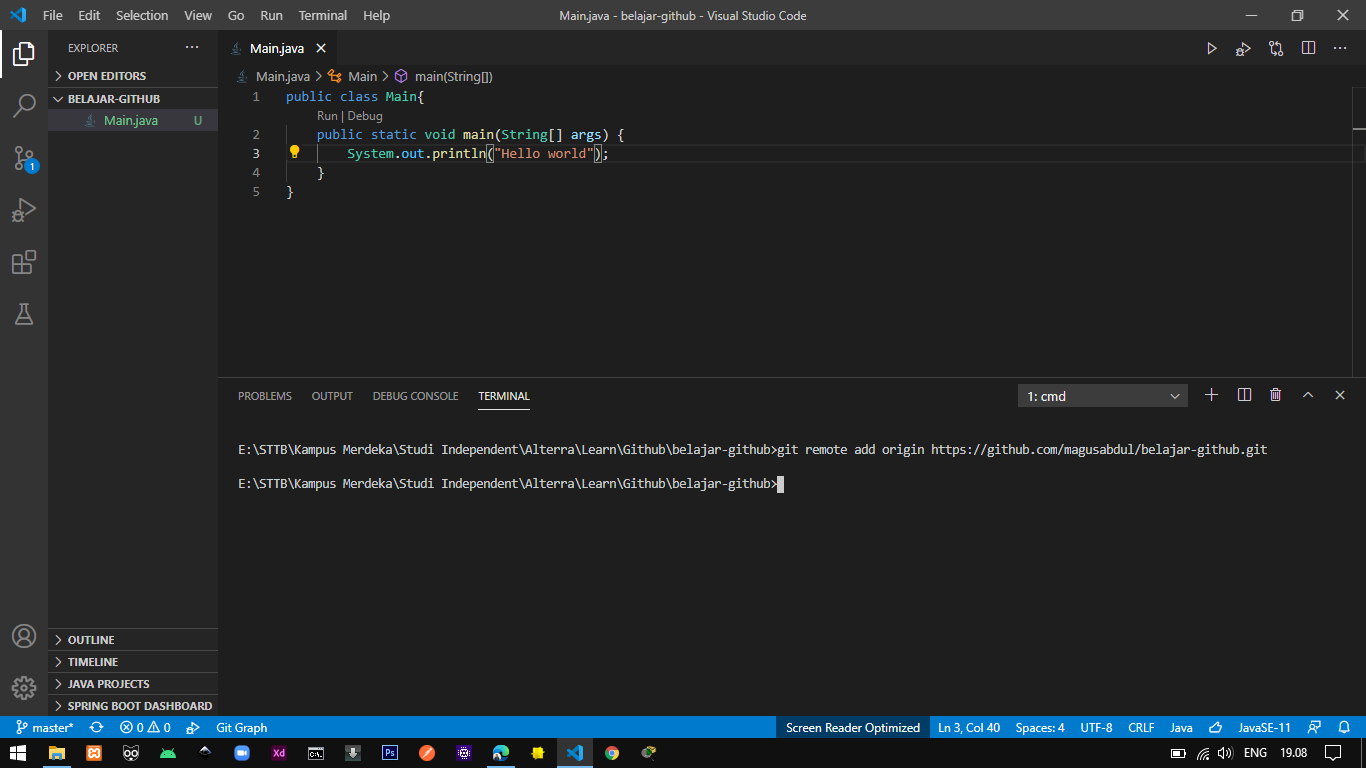 File Edit Selection View Go Run Terminal Help Main.java - belajar-github - Visual Studio Code
EXPLORER
OPEN EDITORS
BELAJAR-GITHUB
Main.java U
1
OUTLINE
TIMELINE
JAVA PROJECTS
SPRING BOOT DASHBOARD
Main.java
Main.java > Main > main(String[])
1 public class Main{
Run | Debug
2 public static void main(String[] args) {
3 System.out.println("Hello world");
4 }
5 }
PROBLEMS OUTPUT DEBUG CONSOLE TERMINAL 1: cmd
E:\STTB\Kampus Merdeka\Studi Independent\Alterra\Learn\Github\belajar-github>git remote add origin https://github.com/magusabdul/belajar-github.git
E:\STTB\Kampus Merdeka\Studi Independent\Alterra\Learn\Github\belajar-github>
master* 0 0 Git Graph Screen Reader Optimized Ln 3, Col 40 Spaces: 4 UTF-8 CRLF Java JavaSE-11
Xd Ps ENG 19.08